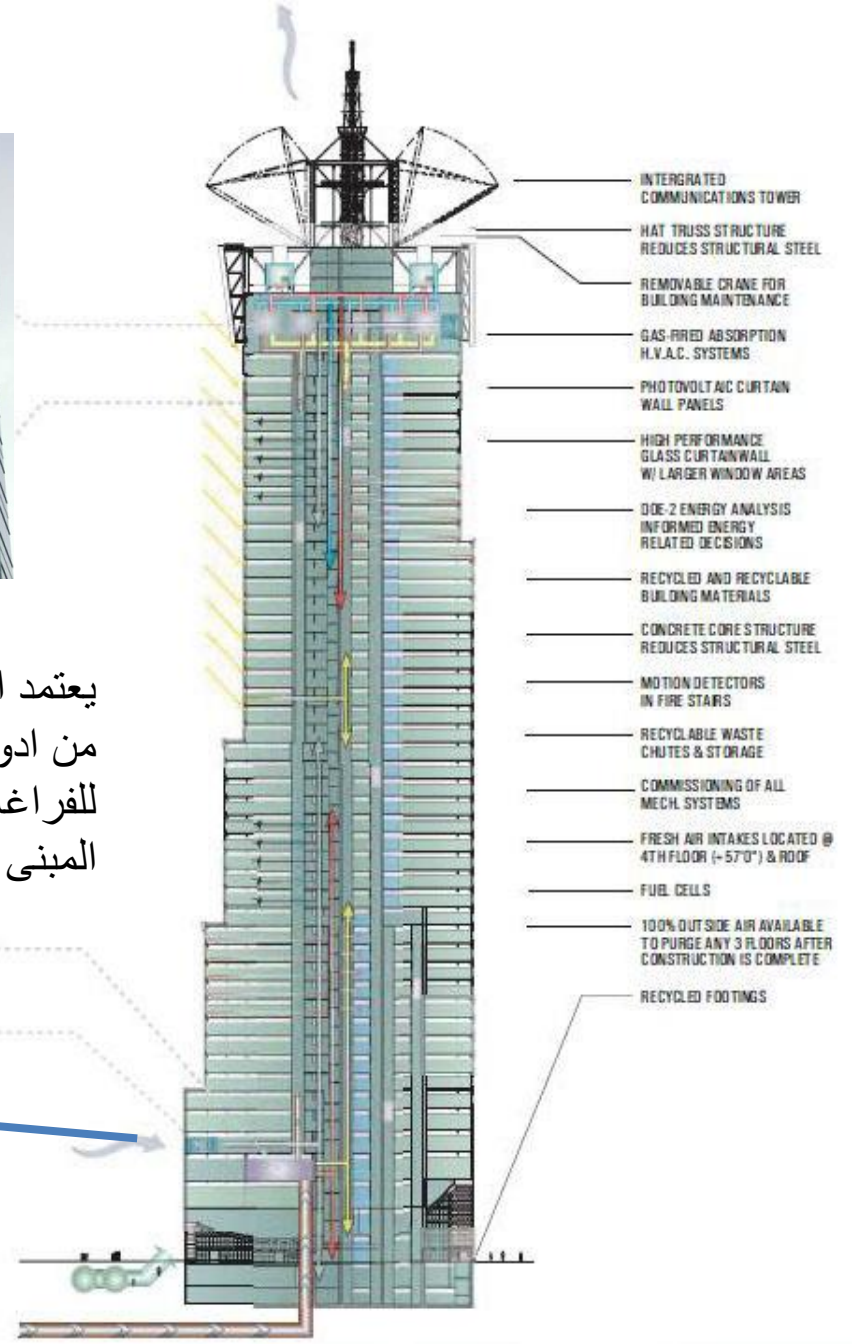 INTERGRATED
COMMUNICATIONS TOWER
HAT TRUSS STRUCTURE
REDUCES STRUCTURAL STEEL
REMOVABLE CRANE FOR
BUILDING MAINTENANCE
GAS-FIRED ABSORPTION
H.V.A.C. SYSTEMS
PHOTOVOLTAIC CURTAIN
WALL PANELS
HIGH PERFORMANCE
GLASS CURTAINWALL
W/ LARGER WINDOW AREAS
DOE-2 ENERGY ANALYSIS
INFORMED ENERGY
RELATED DECISIONS
RECYCLED AND RECYCLABLE
BUILDING MATERIALS
CONCRETE CORE STRUCTURE
REDUCES STRUCTURAL STEEL
MOTION DETECTORS
IN FIRE STAIRS
RECYCLABLE WASTE
CHUTES & STORAGE
COMMISSIONING OF ALL
MECH. SYSTEMS
FRESH AIR INTAKES LOCATED @
4TH FLOOR (+57'0") & ROOF
FUEL CELLS
100% OUTSIDE AIR AVAILABLE
TO PURGE ANY 3 FLOORS AFTER
CONSTRUCTION IS COMPLETE
RECYCLED FOOTINGS
يعتمد
من
المبنى